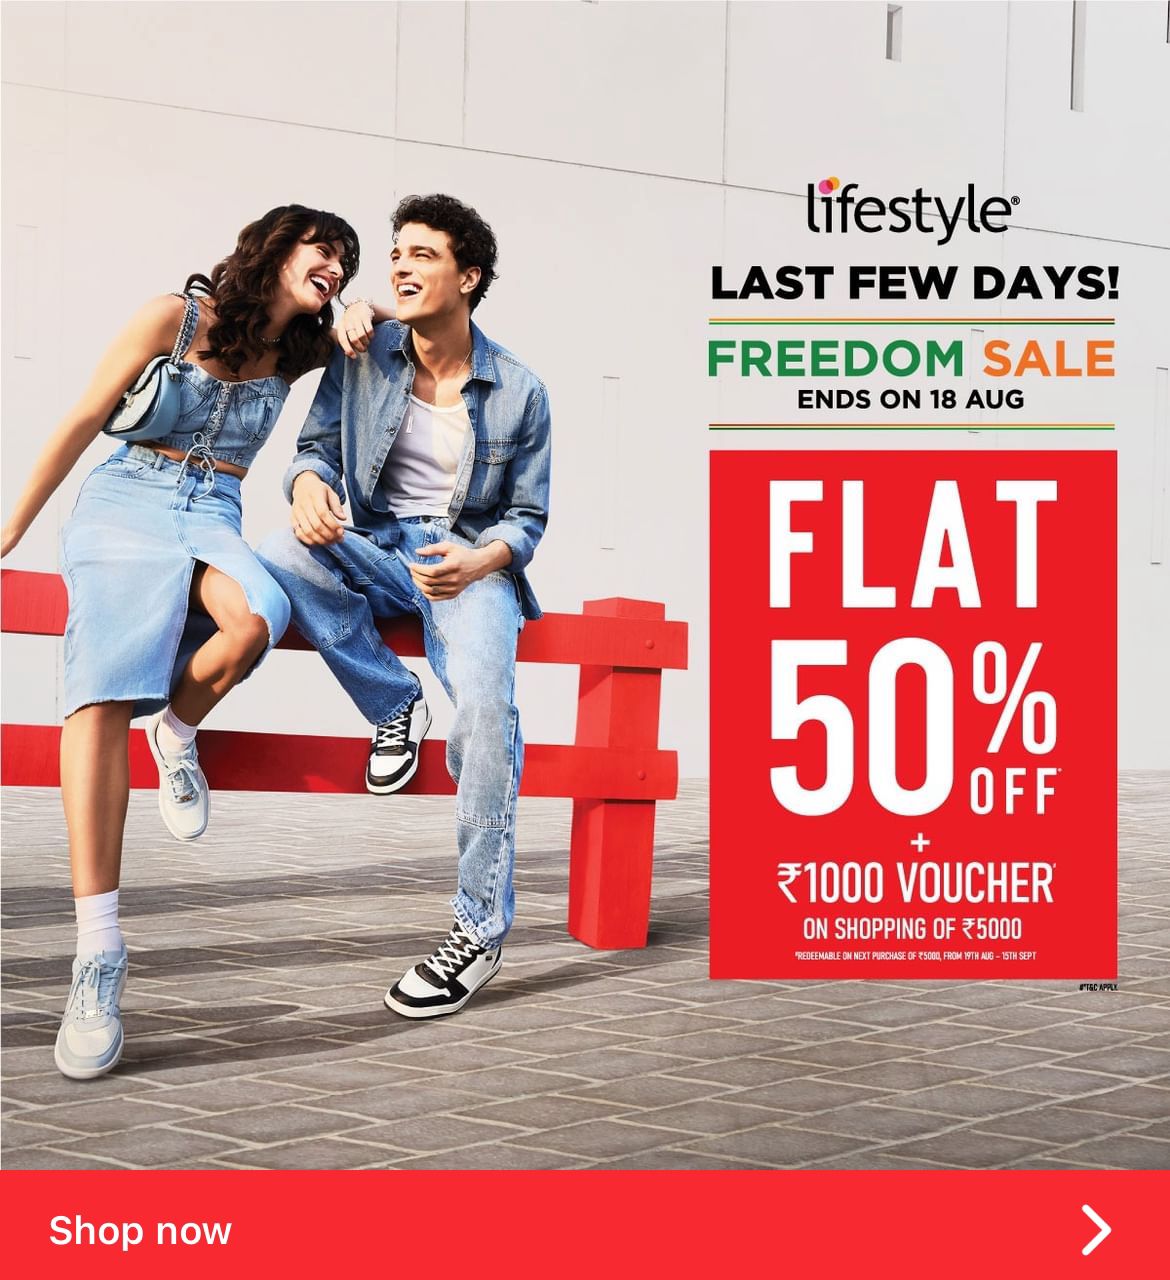 lifestyle®
LAST FEW DAYS!
FREEDOM SALE
ENDS ON 18 AUG
FLAT
50%
OFF*
+
₹1000 VOUCHER#
ON SHOPPING OF ₹5000
#REDEEMABLE ON NEXT PURCHASE OF ₹5000, FROM 19TH AUG – 15TH SEPT
#*T&C APPLY.
Shop now